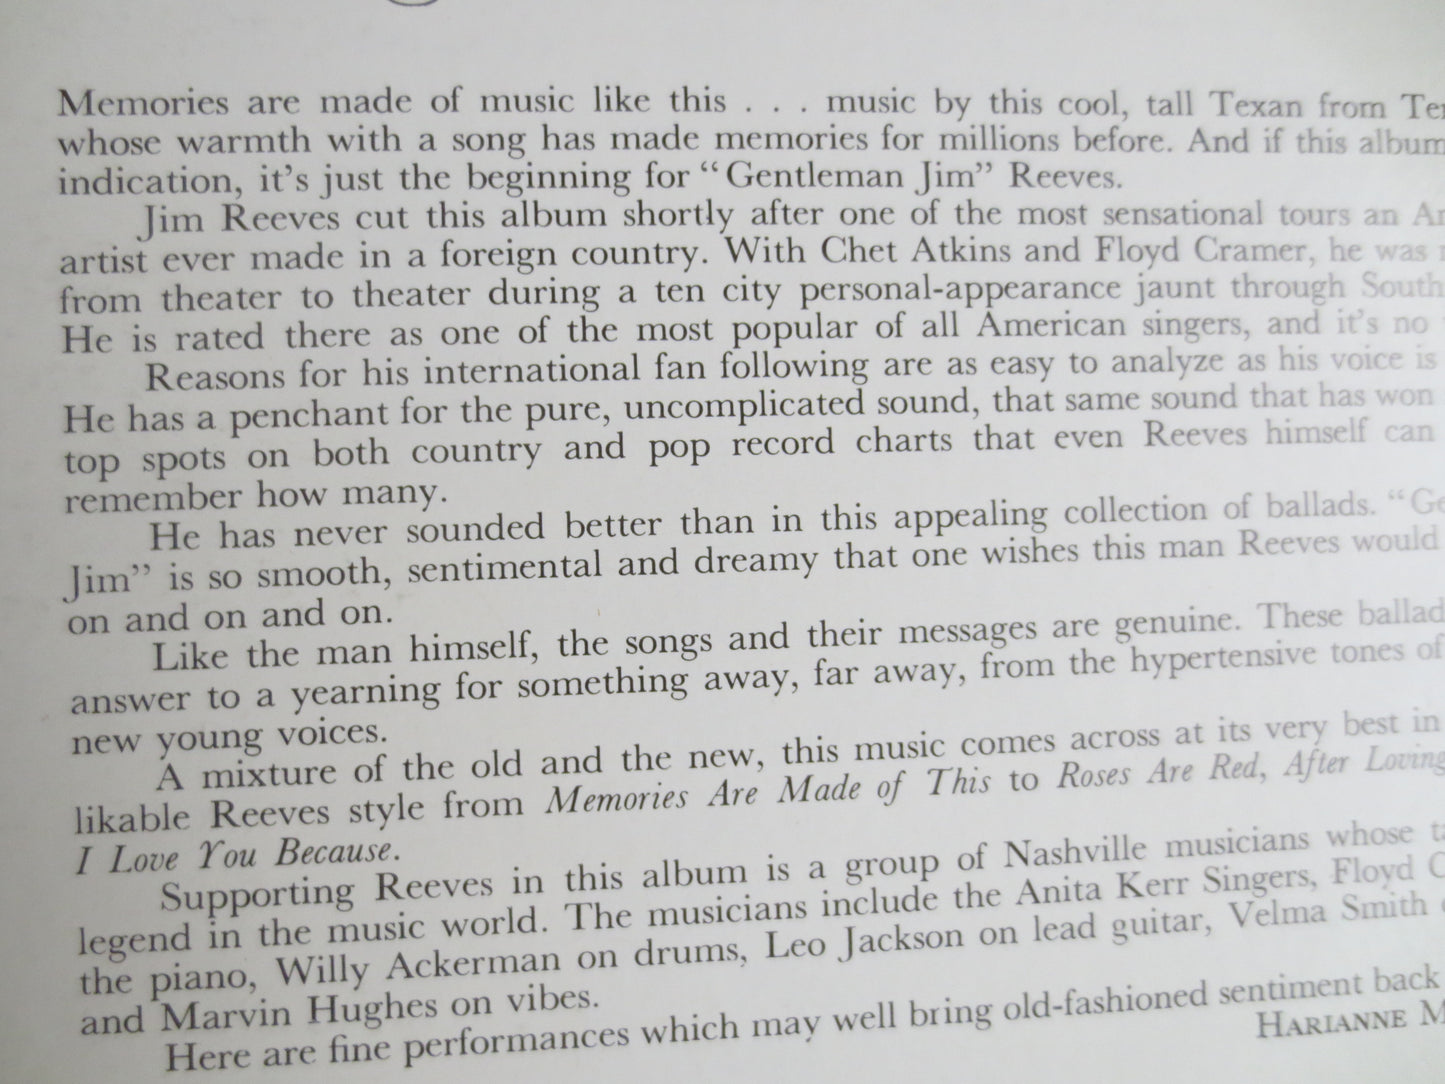 Memories are made of music like this . . . music by this cool, tall Texan from
whose warmth with a song has made memories for millions before. And if this album
indication, it's just the beginning for "Gentleman Jim" Reeves.
Jim Reeves cut this album shortly after one of the most sensational tours an
artist ever made in a foreign country. With Chet Atkins and Floyd Cramer, he was
from theater to theater during a ten city personal-appearance jaunt through South
He is rated there as one of the most popular of all American singers, and it's no
Reasons for his international fan following are as easy to analyze as his voice is
He has a penchant for the pure, uncomplicated sound, that same sound that has won
top spots on both country and pop record charts that even Reeves himself can
remember how many.
He has never sounded better than in this appealing collection of ballads.
Jim" is so smooth, sentimental and dreamy that one wishes this man Reeves would
on and on and on.
Like the man himself, the songs and their messages are genuine. These
answer to a yearning for something away, far away, from the hypertensive tones of
new young voices.
A mixture of the old and the new, this music comes across at its very best in
likable Reeves style from Memories Are Made of This to Roses Are Red, After Loving
I Love You Because.
Supporting Reeves in this album is a group of Nashville musicians whose
legend in the music world. The musicians include the Anita Kerr Singers, Floyd
the piano, Willy Ackerman on drums, Leo Jackson on lead guitar, Velma Smith
and Marvin Hughes on vibes.
Here are fine performances which may well bring old-fashioned sentiment back
HARIANNE